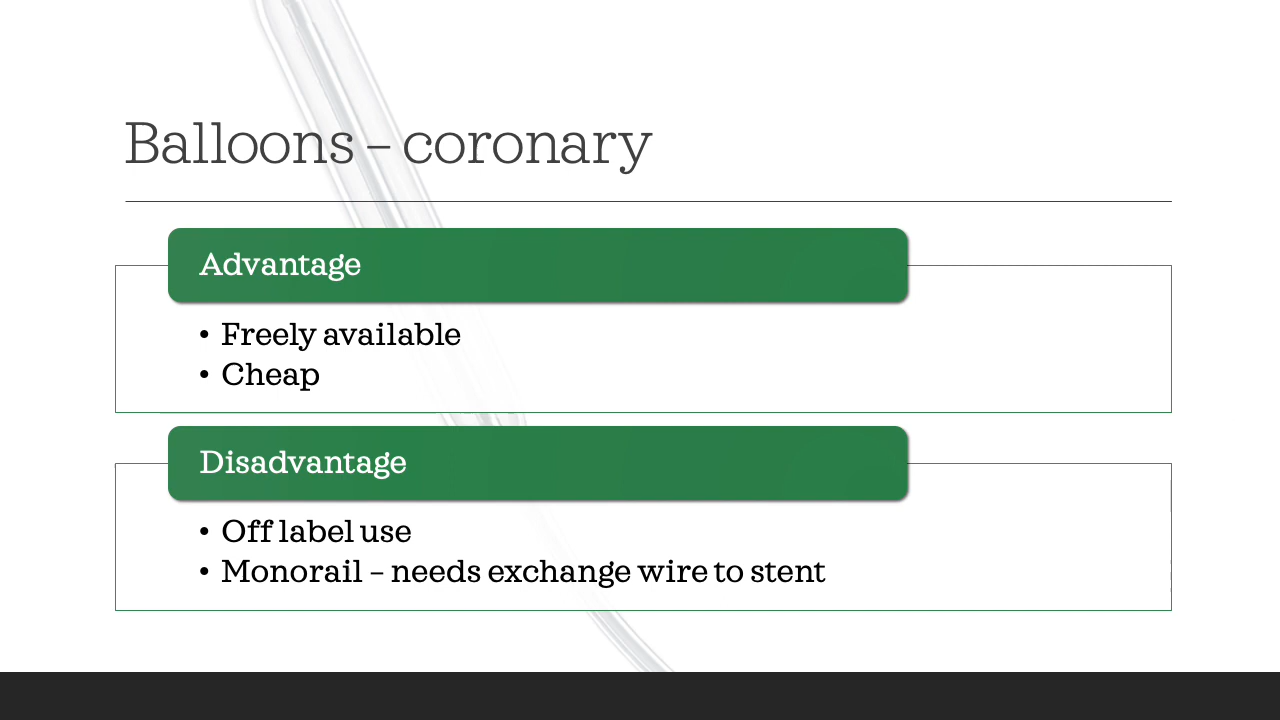 Balloons – coronary
Advantage
• Freely available
• Cheap
Disadvantage
• Off label use
• Monorail – needs exchange wire to stent